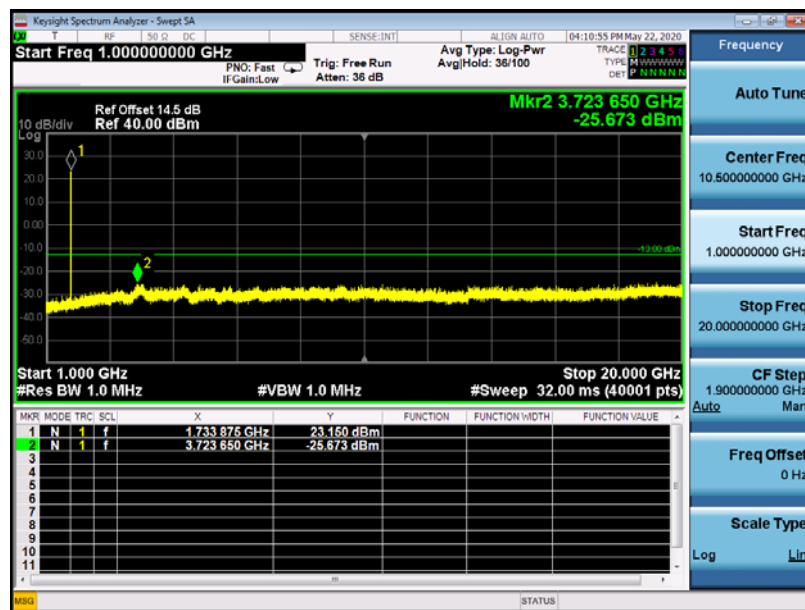 Keysight Spectrum Analyzer - Swept SA
T RF 50 Ω DC SENSE:INT ALIGN AUTO 04:10:55 PM May 22, 2020
Start Freq 1.000000000 GHz
PNO: Fast
IFGain:Low
Trig: Free Run
Atten: 36 dB
Avg Type: Log-Pwr
Avg|Hold: 36/100
TRACE 1 2 3 4 5 6
TYPE M W W W W W
DET P N N N N N
Ref Offset 14.5 dB
10 dB/div Ref 40.00 dBm
Log
Mkr2 3.723 650 GHz
-25.673 dBm
30.0
20.0
10.0
0.00
-10.0
-20.0
-30.0
-40.0
-50.0
1
2
-13.00 dBm
Start 1.000 GHz Stop 20.000 GHz
#Res BW 1.0 MHz #VBW 1.0 MHz #Sweep 32.00 ms (40001 pts)
MKR MODE TRC SCL X Y FUNCTION FUNCTION WIDTH FUNCTION VALUE
1 N 1 f 1.733 875 GHz 23.150 dBm
2 N 1 f 3.723 650 GHz -25.673 dBm
3
4
5
6
7
8
9
10
11
MSG STATUS
Frequency
Auto Tune
Center Freq
10.500000000 GHz
Start Freq
1.000000000 GHz
Stop Freq
20.000000000 GHz
CF Step
1.900000000 GHz
Auto Man
Freq Offset
0 Hz
Scale Type
Log Lin